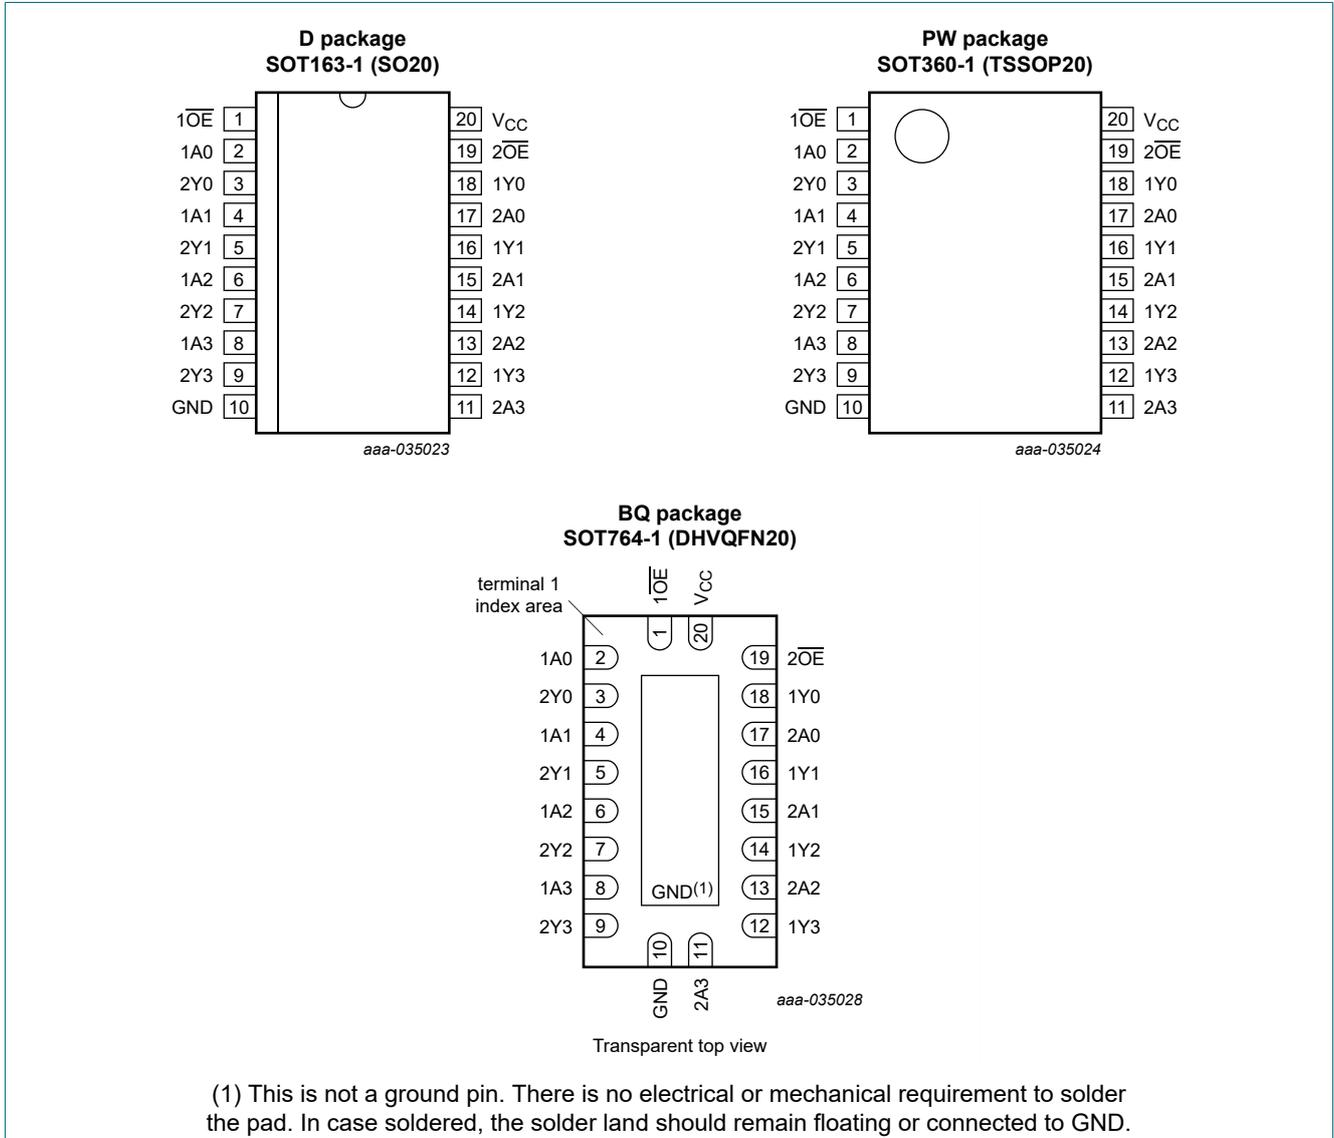 D package
SOT163-1 (SO20)
1O̅E̅ 1 20 VCC
1A0 2 19 2O̅E̅
2Y0 3 18 1Y0
1A1 4 17 2A0
2Y1 5 16 1Y1
1A2 6 15 2A1
2Y2 7 14 1Y2
1A3 8 13 2A2
2Y3 9 12 1Y3
GND 10 11 2A3
aaa-035023
PW package
SOT360-1 (TSSOP20)
1O̅E̅ 1 20 VCC
1A0 2 19 2O̅E̅
2Y0 3 18 1Y0
1A1 4 17 2A0
2Y1 5 16 1Y1
1A2 6 15 2A1
2Y2 7 14 1Y2
1A3 8 13 2A2
2Y3 9 12 1Y3
GND 10 11 2A3
aaa-035024
BQ package
SOT764-1 (DHVQFN20)
terminal 1
index area
1O̅E̅ VCC
1 20
1A0 2 19 2O̅E̅
2Y0 3 18 1Y0
1A1 4 17 2A0
2Y1 5 16 1Y1
1A2 6 15 2A1
2Y2 7 14 1Y2
1A3 8 GND(1) 13 2A2
2Y3 9 12 1Y3
10 11
GND 2A3
aaa-035028
Transparent top view
(1) This is not a ground pin. There is no electrical or mechanical requirement to solder
the pad. In case soldered, the solder land should remain floating or connected to GND.